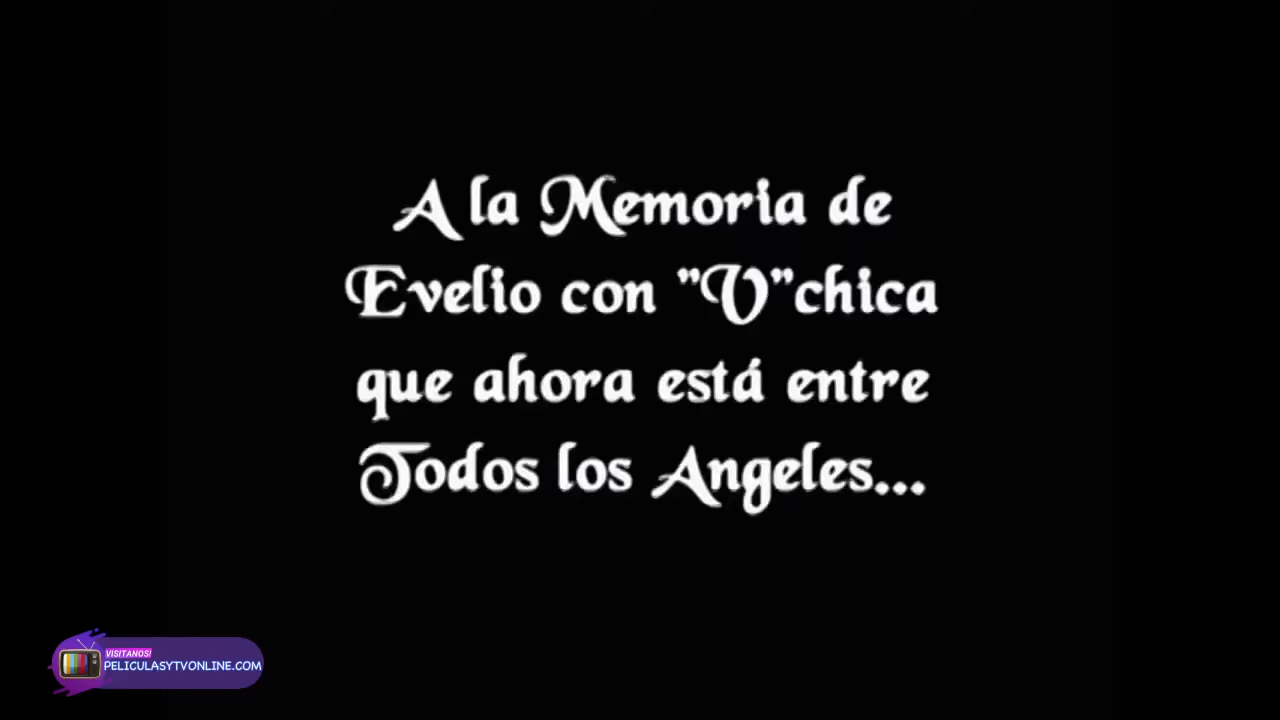 A la Memoria de
Evelio con "V"chica
que ahora está entre
Todos los Angeles...
VISITANOS!
PELICULASYTVONLINE.COM